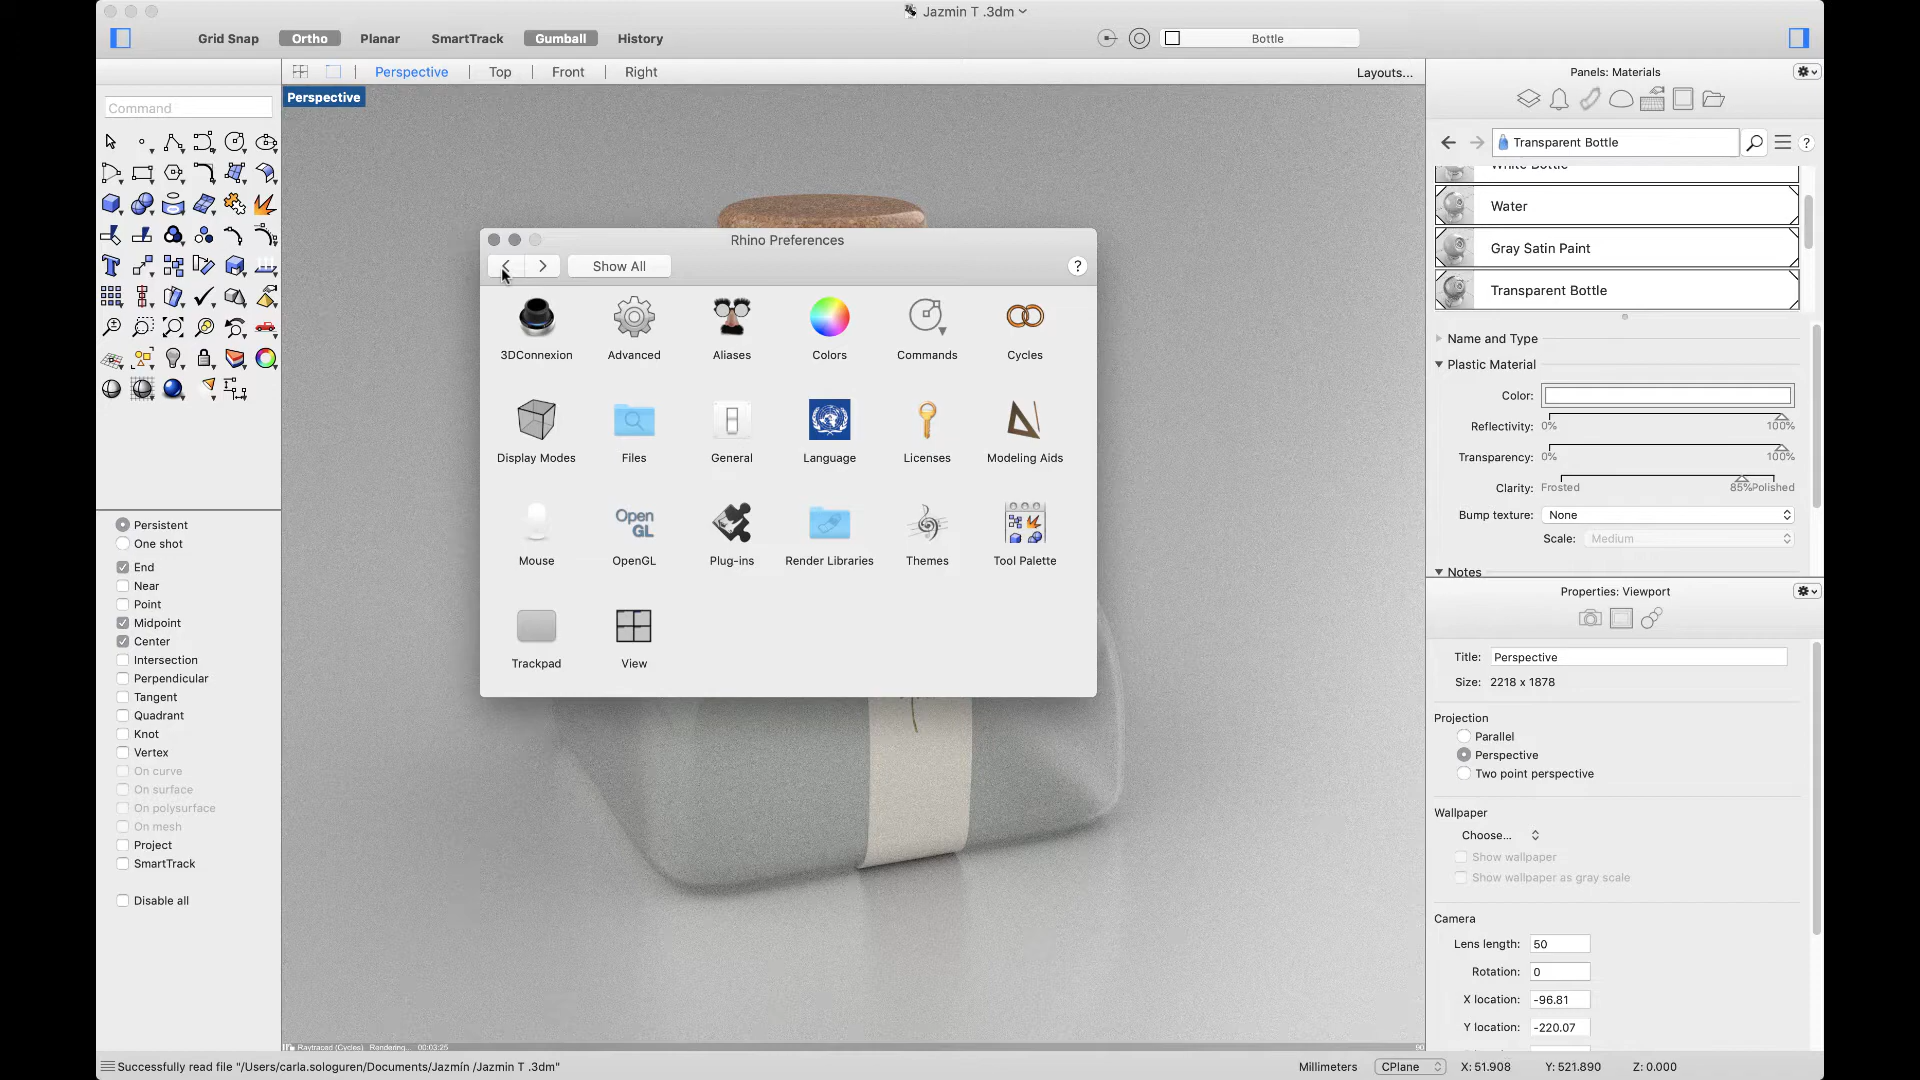 Jazmin T .3dm
Grid Snap
Ortho
Planar
SmartTrack
Gumball
History
Bottle
Perspective
Top
Front
Right
Layouts...
Perspective
Command
Persistent
One shot
End
Near
Point
Midpoint
Center
Intersection
Perpendicular
Tangent
Quadrant
Knot
Vertex
On curve
On surface
On polysurface
On mesh
Project
SmartTrack
Disable all
Rhino Preferences
Show All
?
3DConnexion
Advanced
Aliases
Colors
Commands
Cycles
Display Modes
Files
General
Language
Licenses
Modeling Aids
Mouse
Open
GL
OpenGL
Plug-ins
Render Libraries
Themes
Tool Palette
Trackpad
View
Panels: Materials
Transparent Bottle
?
White Bottle
Water
Gray Satin Paint
Transparent Bottle
Name and Type
Plastic Material
Color:
Reflectivity: 0% 100%
Transparency: 0% 100%
Clarity: Frosted 85% Polished
Bump texture: None
Scale: Medium
Notes
Properties: Viewport
Title: Perspective
Size: 2218 x 1878
Projection
Parallel
Perspective
Two point perspective
Wallpaper
Choose...
Show wallpaper
Show wallpaper as gray scale
Camera
Lens length: 50
Rotation: 0
X location: -96.81
Y location: -220.07
Raytraced (Cycles) Rendering... 00:03:25
Successfully read file "/Users/carla.sologuren/Documents/Jazmín /Jazmin T .3dm"
Millimeters
CPlane
X: 51.908
Y: 521.890
Z: 0.000